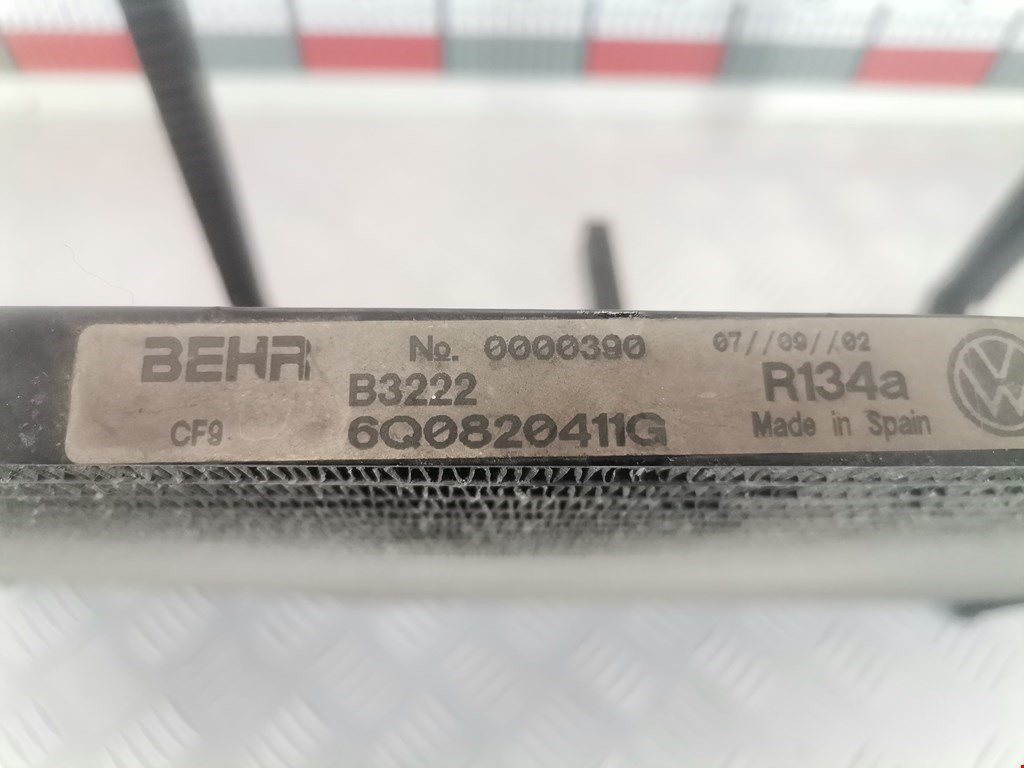 BEHR No. 0000390 07//09//02
B3222 R134a
CF9 6Q0820411G Made in Spain